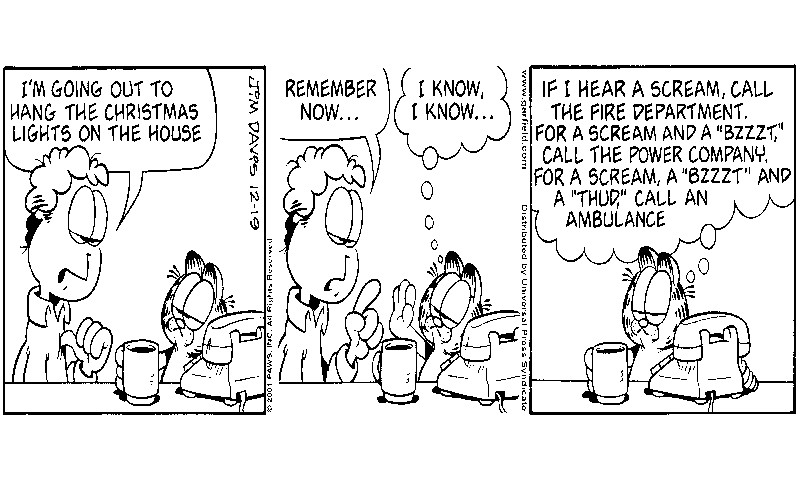 I'M GOING OUT TO
HANG THE CHRISTMAS
LIGHTS ON THE HOUSE
JIM DAVIS 12-19
© 2001 PAWS, INC. All Rights Reserved
REMEMBER
NOW...
I KNOW,
I KNOW...
www.garfield.com
Distributed by Universal Press Syndicate
IF I HEAR A SCREAM, CALL
THE FIRE DEPARTMENT.
FOR A SCREAM AND A "BZZZT,"
CALL THE POWER COMPANY.
FOR A SCREAM, A "BZZZT" AND
A "THUD," CALL AN
AMBULANCE